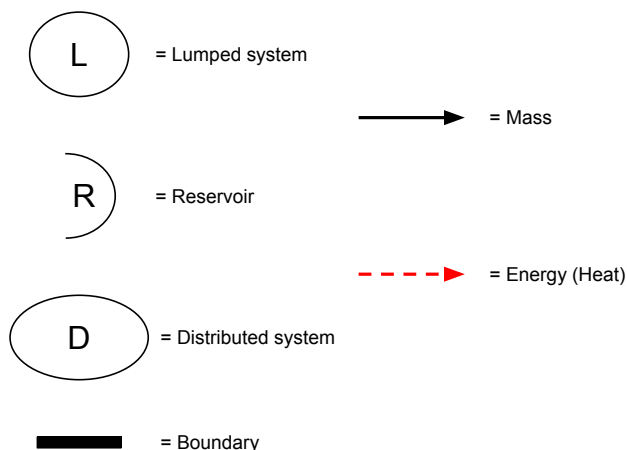 L
= Lumped system
= Mass
R
= Reservoir
= Energy (Heat)
D
= Distributed system
= Boundary